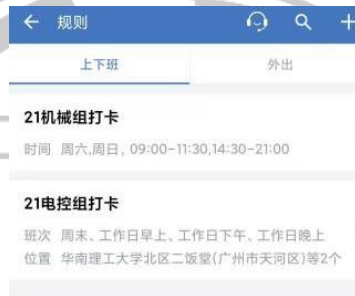 规则
上下班
外出
21机械组打卡
时间 周六,周日, 09:00-11:30,14:30-21:00
21电控组打卡
班次 周末、工作日早上、工作日下午、工作日晚上
位置 华南理工大学北区二饭堂(广州市天河区)等2个